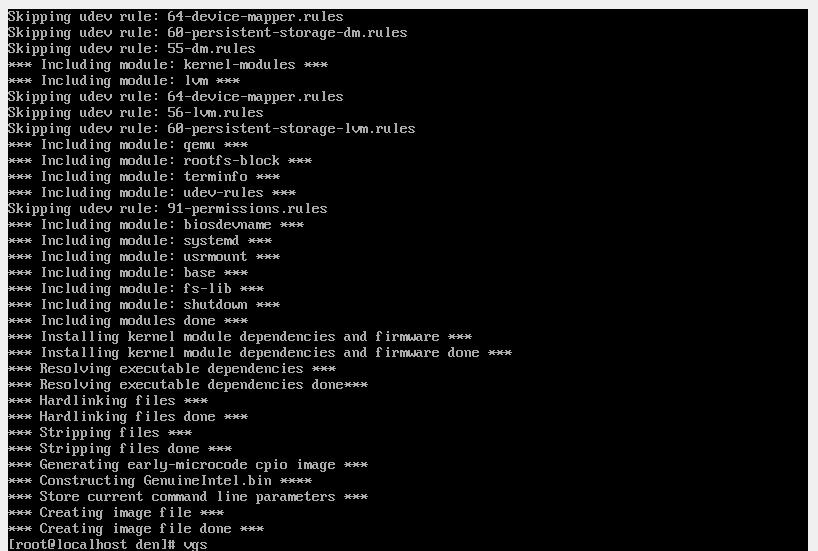 Skipping udev rule: 64-device-mapper.rules
Skipping udev rule: 60-persistent-storage-dm.rules
Skipping udev rule: 55-dm.rules
*** Including module: kernel-modules ***
*** Including module: lvm ***
Skipping udev rule: 64-device-mapper.rules
Skipping udev rule: 56-lvm.rules
Skipping udev rule: 60-persistent-storage-lvm.rules
*** Including module: qemu ***
*** Including module: rootfs-block ***
*** Including module: terminfo ***
*** Including module: udev-rules ***
Skipping udev rule: 91-permissions.rules
*** Including module: biosdevname ***
*** Including module: systemd ***
*** Including module: usrmount ***
*** Including module: base ***
*** Including module: fs-lib ***
*** Including module: shutdown ***
*** Including modules done ***
*** Installing kernel module dependencies and firmware ***
*** Installing kernel module dependencies and firmware done ***
*** Resolving executable dependencies ***
*** Resolving executable dependencies done***
*** Hardlinking files ***
*** Hardlinking files done ***
*** Stripping files ***
*** Stripping files done ***
*** Generating early-microcode cpio image ***
*** Constructing GenuineIntel.bin ****
*** Store current command line parameters ***
*** Creating image file ***
*** Creating image file done ***
[root@localhost den]# vgs